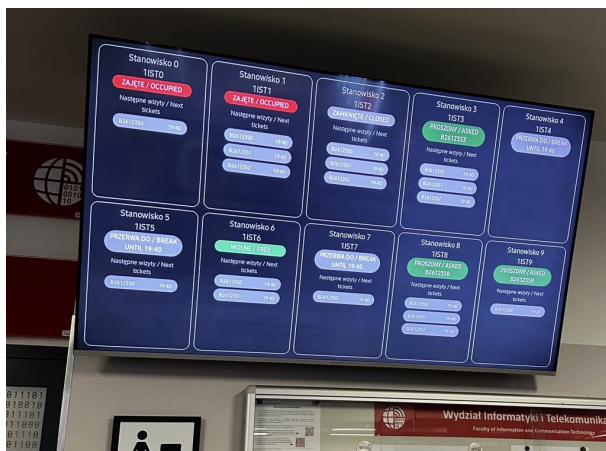 Stanowisko 0
1IST0
ZAJĘTE / OCCUPIED
Następne wizyty / Next
tickets
B2612350 19:40
Stanowisko 1
1IST1
ZAJĘTE / OCCUPIED
Następne wizyty / Next
tickets
B2612350 19:40
B2612351 19:40
B2612352 19:40
Stanowisko 2
1IST2
ZAMKNIĘTE / CLOSED
Następne wizyty / Next
tickets
B2612350 19:40
B2612351 19:40
B2612352 19:40
Stanowisko 3
1IST3
PROSZONY / ASKED
B2612353
Następne wizyty / Next
tickets
B2612350 19:40
B2612351 19:40
B2612352 19:40
Stanowisko 4
1IST4
PRZERWA DO / BREAK
UNTIL 19:40
Stanowisko 5
1IST5
PRZERWA DO / BREAK
UNTIL 19:40
Następne wizyty / Next
tickets
B2612350 19:40
Stanowisko 6
1IST6
WOLNE / FREE
Następne wizyty / Next
tickets
B2612350 19:40
B2612351 19:40
Stanowisko 7
1IST7
PRZERWA DO / BREAK
UNTIL 19:40
Następne wizyty / Next
tickets
B2612350 19:40
Stanowisko 8
1IST8
PROSZONY / ASKED
B2612358
Następne wizyty / Next
tickets
B2612350 19:40
B2612351 19:40
B2612352 19:40
Stanowisko 9
1IST9
PROSZONY / ASKED
B2612359
Następne wizyty / Next
tickets
B2612350 19:40
Wydział Informatyki i Telekomunika
Faculty of Information and Communication Technology